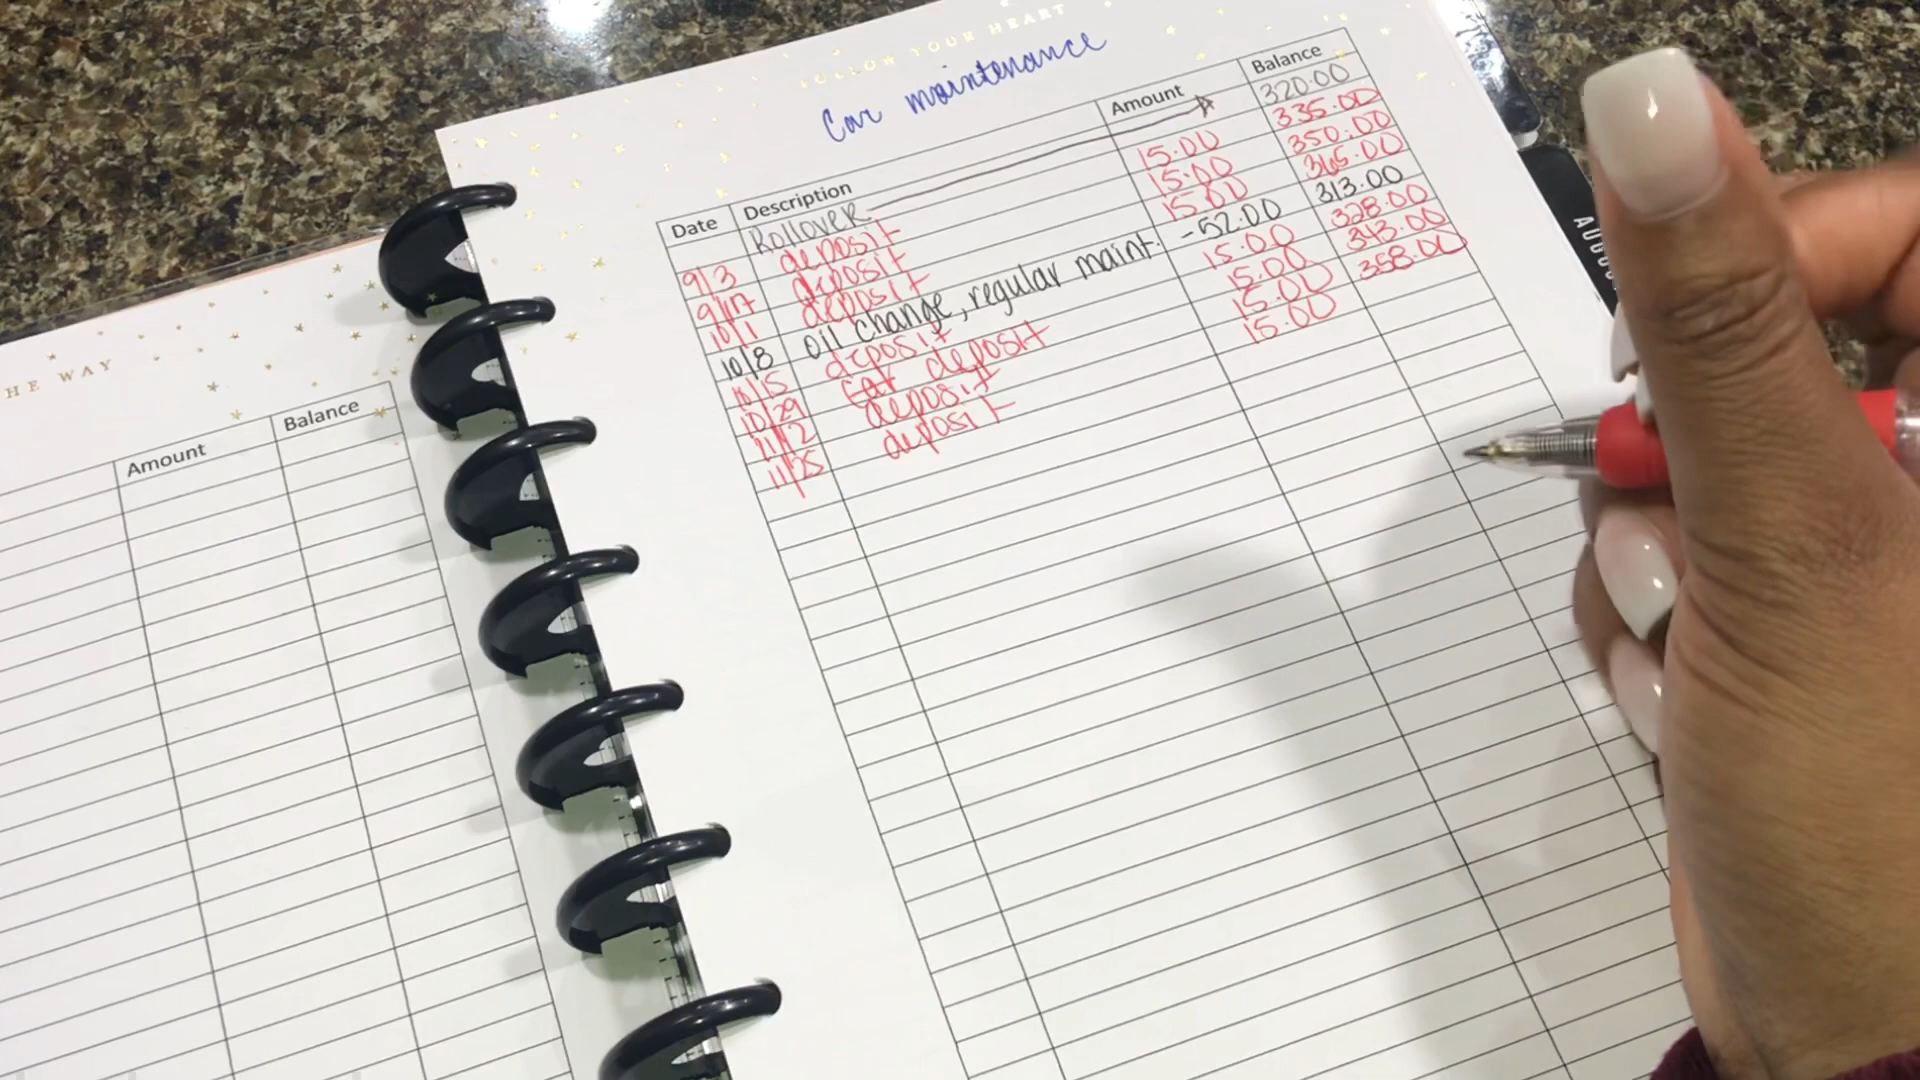 FOLLOW YOUR HEART
Car maintenance
Date Description Amount Balance
Rollover 320.00
9/3 deposit 15.00 335.00
9/17 deposit 15.00 350.00
10/1 deposit 15.00 365.00
10/8 oil change, regular maint. -52.00 313.00
10/15 deposit 15.00 328.00
10/29 deposit 15.00 343.00
11/12 deposit 15.00 358.00
11/25 deposit 15.00
HE WAY
Amount Balance